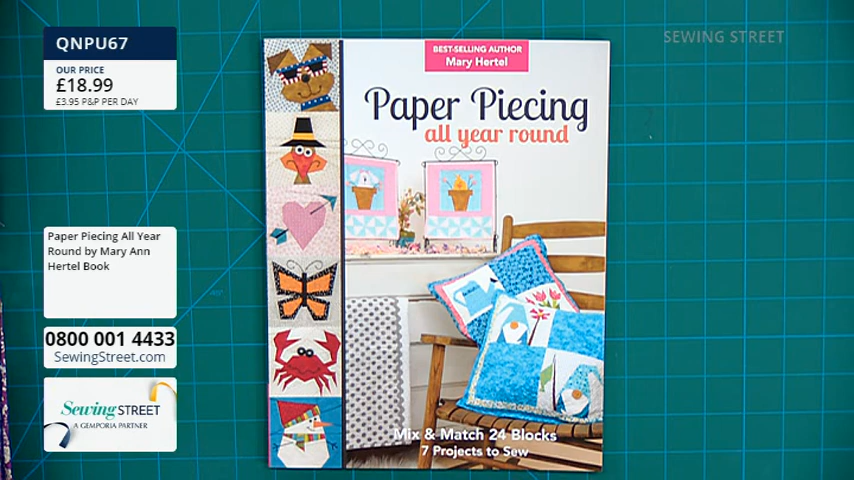 QNPU67
OUR PRICE
£18.99
£3.95 P&P PER DAY
Paper Piecing All Year
Round by Mary Ann
Hertel Book
0800 001 4433
SewingStreet.com
Sewing STREET
A GEMPORIA PARTNER
SEWING STREET
BEST-SELLING AUTHOR
Mary Hertel
Paper Piecing
all year round
Mix & Match 24 Blocks
7 Projects to Sew